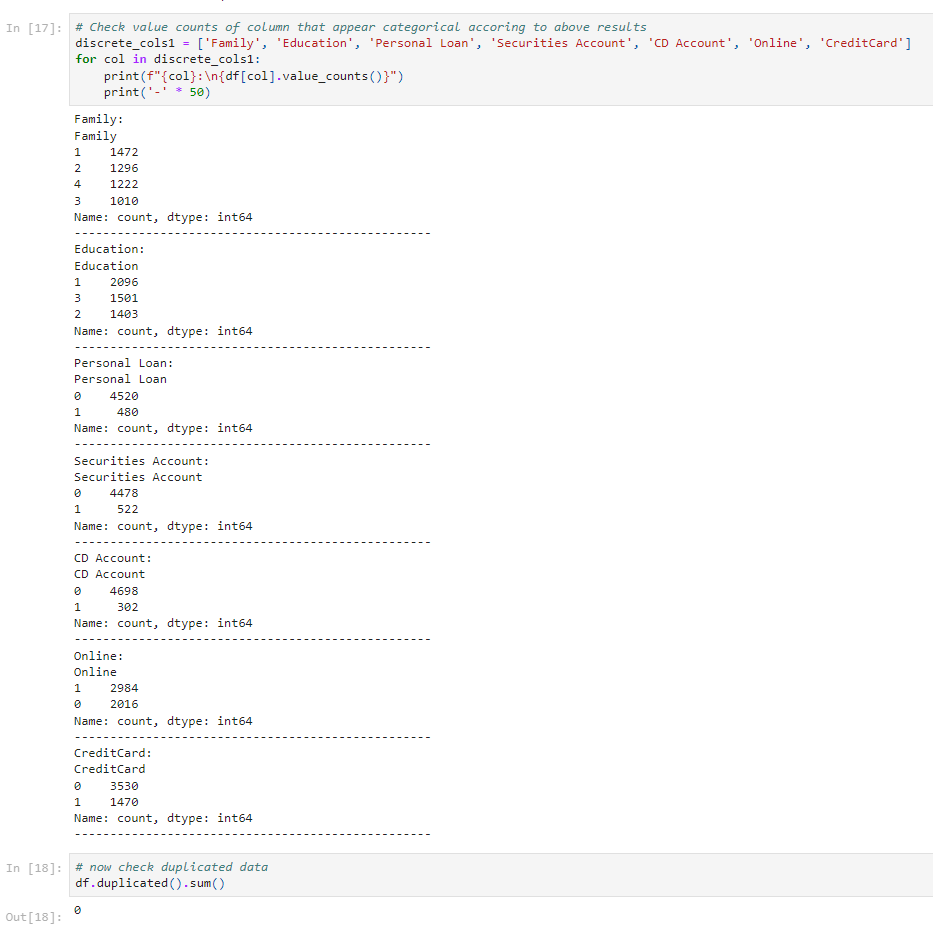 In [17]:
# Check value counts of column that appear categorical accoring to above results
discrete_cols1 = ['Family', 'Education', 'Personal Loan', 'Securities Account', 'CD Account', 'Online', 'CreditCard']
for col in discrete_cols1:
    print(f"{col}:\n{df[col].value_counts()}")
    print('-' * 50)
Family:
Family
1    1472
2    1296
4    1222
3    1010
Name: count, dtype: int64
--------------------------------------------------
Education:
Education
1    2096
3    1501
2    1403
Name: count, dtype: int64
--------------------------------------------------
Personal Loan:
Personal Loan
0    4520
1     480
Name: count, dtype: int64
--------------------------------------------------
Securities Account:
Securities Account
0    4478
1     522
Name: count, dtype: int64
--------------------------------------------------
CD Account:
CD Account
0    4698
1     302
Name: count, dtype: int64
--------------------------------------------------
Online:
Online
1    2984
0    2016
Name: count, dtype: int64
--------------------------------------------------
CreditCard:
CreditCard
0    3530
1    1470
Name: count, dtype: int64
--------------------------------------------------
In [18]:
# now check duplicated data
df.duplicated().sum()
Out[18]:
0